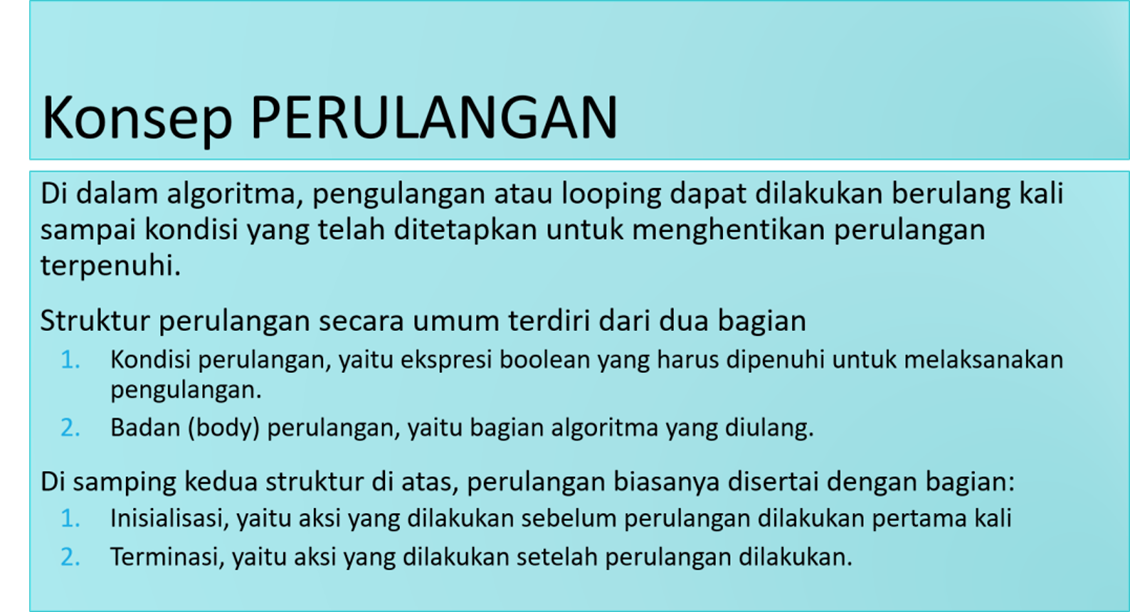 Konsep PERULANGAN
Di dalam algoritma, pengulangan atau looping dapat dilakukan berulang kali
sampai kondisi yang telah ditetapkan untuk menghentikan perulangan
terpenuhi.
Struktur perulangan secara umum terdiri dari dua bagian
1. Kondisi perulangan, yaitu ekspresi boolean yang harus dipenuhi untuk melaksanakan
pengulangan.
2. Badan (body) perulangan, yaitu bagian algoritma yang diulang.
Di samping kedua struktur di atas, perulangan biasanya disertai dengan bagian:
1. Inisialisasi, yaitu aksi yang dilakukan sebelum perulangan dilakukan pertama kali
2. Terminasi, yaitu aksi yang dilakukan setelah perulangan dilakukan.